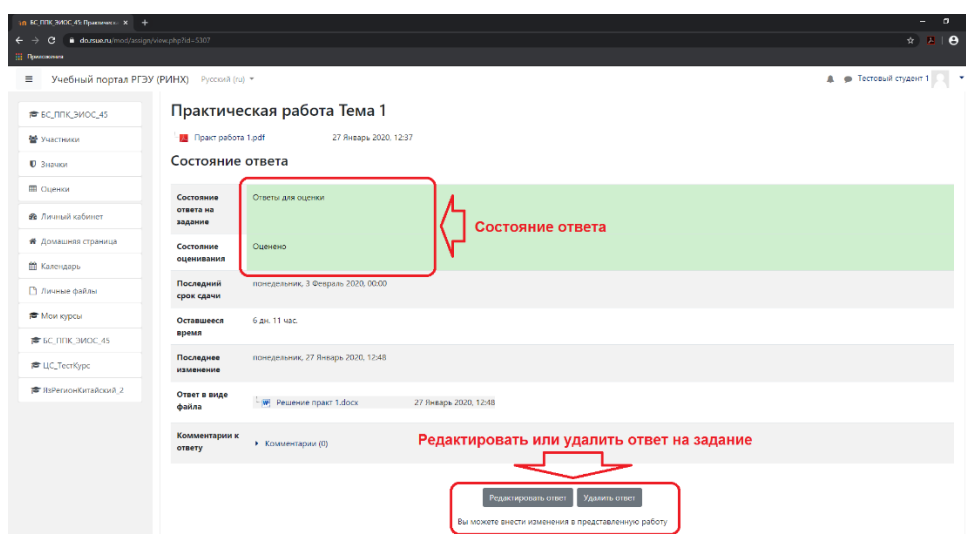 БС_ППК_ЭИОС_45: Практическ
do.rsue.ru/mod/assign/view.php?id=5307
Приложения
Учебный портал РГЭУ (РИНХ) Русский (ru)
Тестовый студент 1
БС_ППК_ЭИОС_45
Участники
Значки
Оценки
Личный кабинет
Домашняя страница
Календарь
Личные файлы
Мои курсы
БС_ППК_ЭИОС_45
ЦС_ТестКурс
ЯзРегионКитайский_2
Практическая работа Тема 1
Практ работа 1.pdf 27 Январь 2020, 12:37
Состояние ответа
Состояние ответа на задание
Ответы для оценки
Состояние оценивания
Оценено
Состояние ответа
Последний срок сдачи
понедельник, 3 Февраль 2020, 00:00
Оставшееся время
6 дн. 11 час.
Последнее изменение
понедельник, 27 Январь 2020, 12:48
Ответ в виде файла
Решение практ 1.docx 27 Январь 2020, 12:48
Комментарии к ответу
Комментарии (0)
Редактировать или удалить ответ на задание
Редактировать ответ Удалить ответ
Вы можете внести изменения в представленную работу